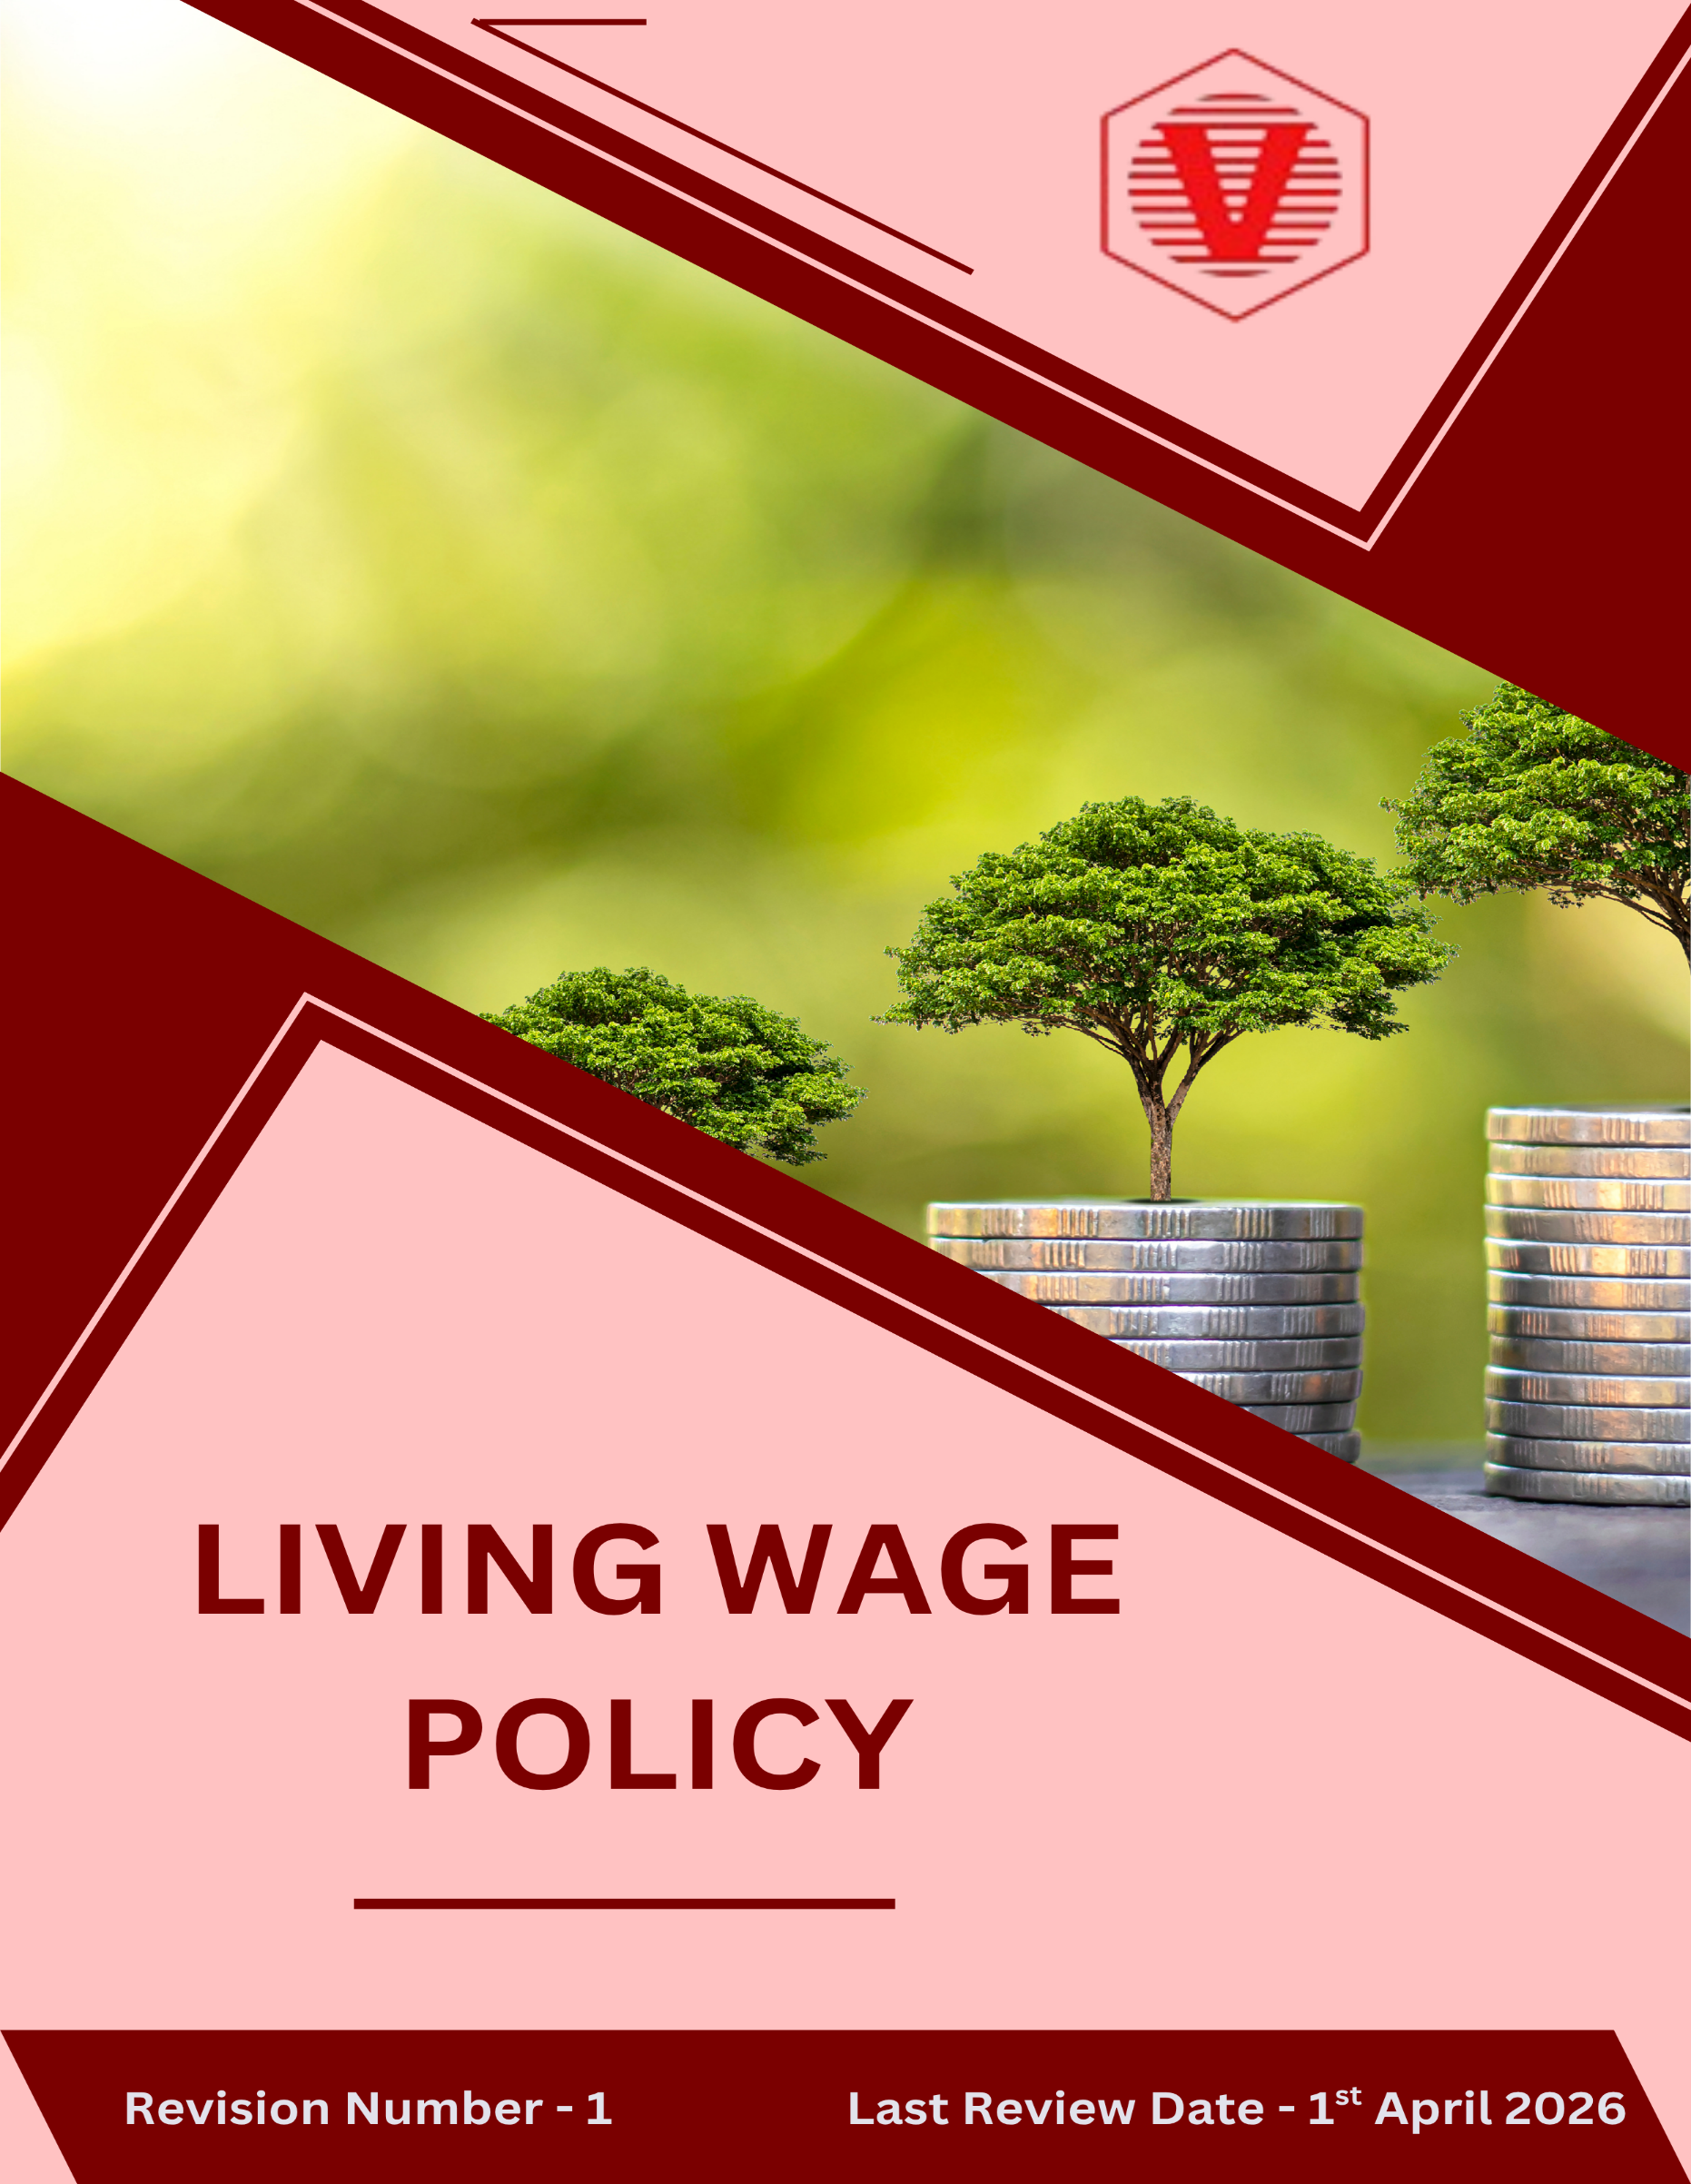 V
LIVING WAGE
POLICY
Revision Number - 1
Last Review Date - 1st April 2026